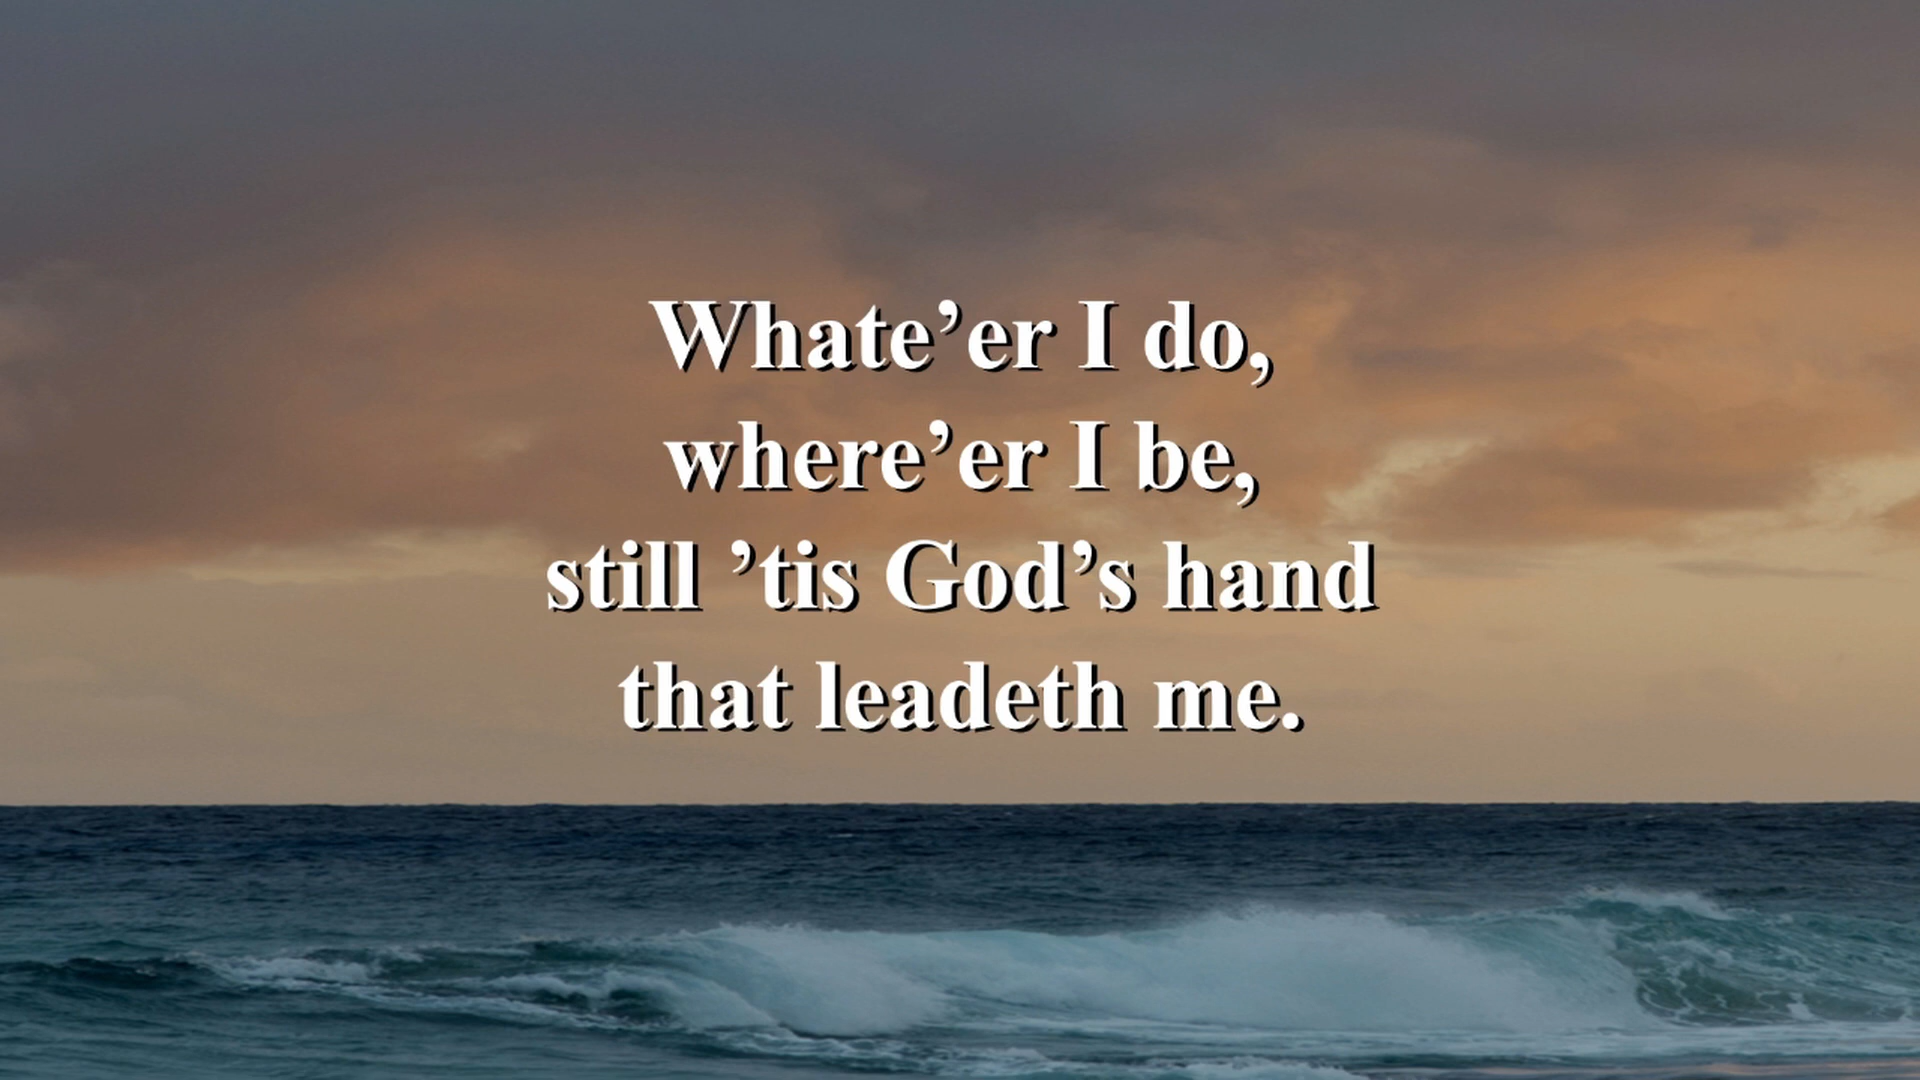 Whate’er I do,
where’er I be,
still ’tis God’s hand
that leadeth me.